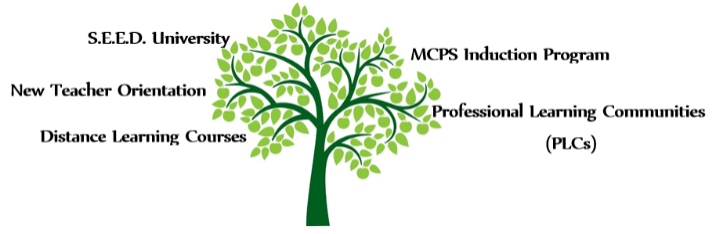 S.E.E.D. University
MCPS Induction Program
New Teacher Orientation
Professional Learning Communities
Distance Learning Courses
(PLCs)